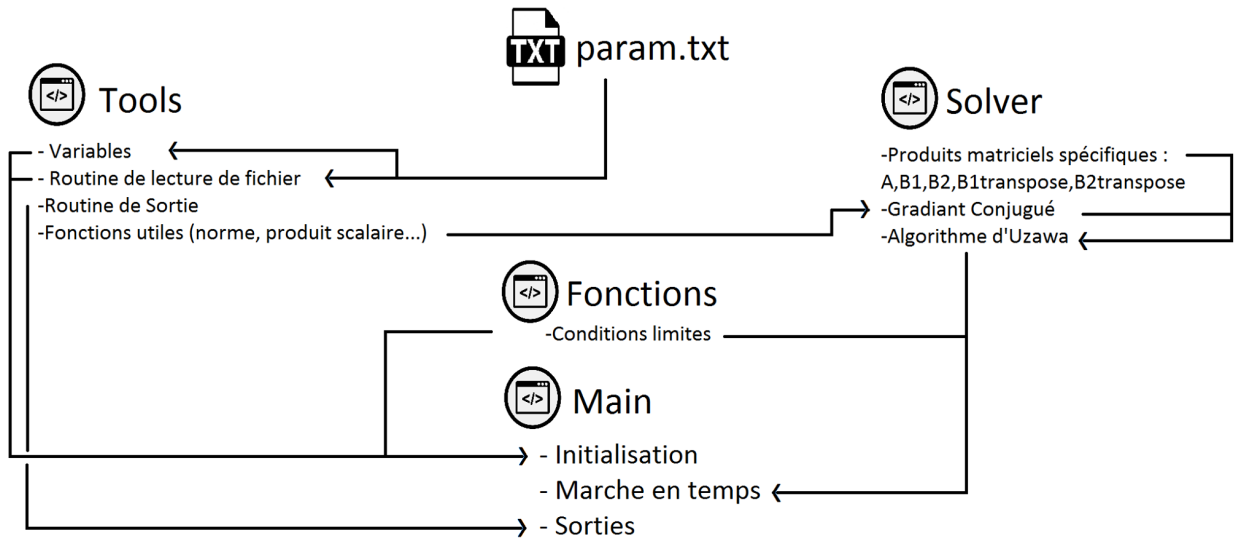 TXT param.txt
</> Tools
- Variables
- Routine de lecture de fichier
-Routine de Sortie
-Fonctions utiles (norme, produit scalaire...)
</> Solver
-Produits matriciels spécifiques :
A,B1,B2,B1transpose,B2transpose
-Gradiant Conjugué
-Algorithme d'Uzawa
</> Fonctions
-Conditions limites
</> Main
- Initialisation
- Marche en temps
- Sorties